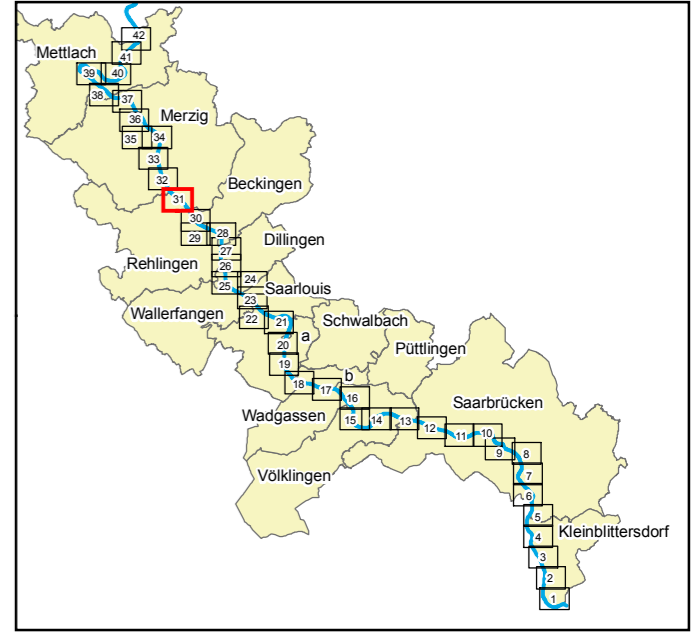 42
Mettlach 41
39 40
38 37
36 Merzig
35 34
33
32 Beckingen
31
30
29 28 Dillingen
27
Rehlingen 26
25 24 Saarlouis
23
Wallerfangen 22 21 Schwalbach
a
20 Püttlingen
19 b
18 17 16 Saarbrücken
Wadgassen 15 14 13 12 11 10
9 8
Völklingen 7
6
5 Kleinblittersdorf
4
3
2
1